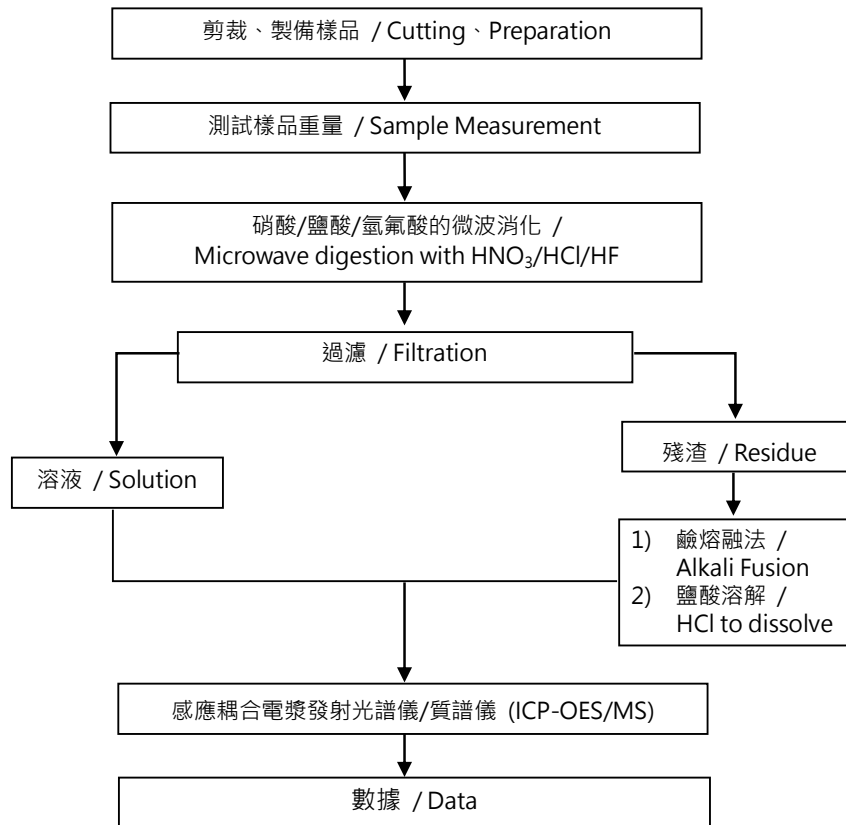 剪裁、製備樣品 / Cutting、Preparation
測試樣品重量 / Sample Measurement
硝酸/鹽酸/氫氟酸的微波消化 /
Microwave digestion with HNO₃/HCl/HF
過濾 / Filtration
溶液 / Solution
殘渣 / Residue
1) 鹼熔融法 /
Alkali Fusion
2) 鹽酸溶解 /
HCl to dissolve
感應耦合電漿發射光譜儀/質譜儀 (ICP-OES/MS)
數據 / Data